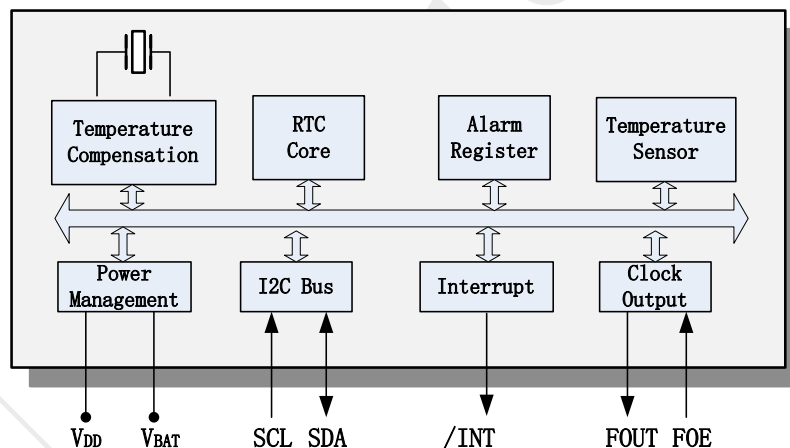 Temperature
Compensation
RTC
Core
Alarm
Register
Temperature
Sensor
Power
Management
I2C Bus
Interrupt
Clock
Output
VDD
VBAT
SCL SDA
/INT
FOUT FOE